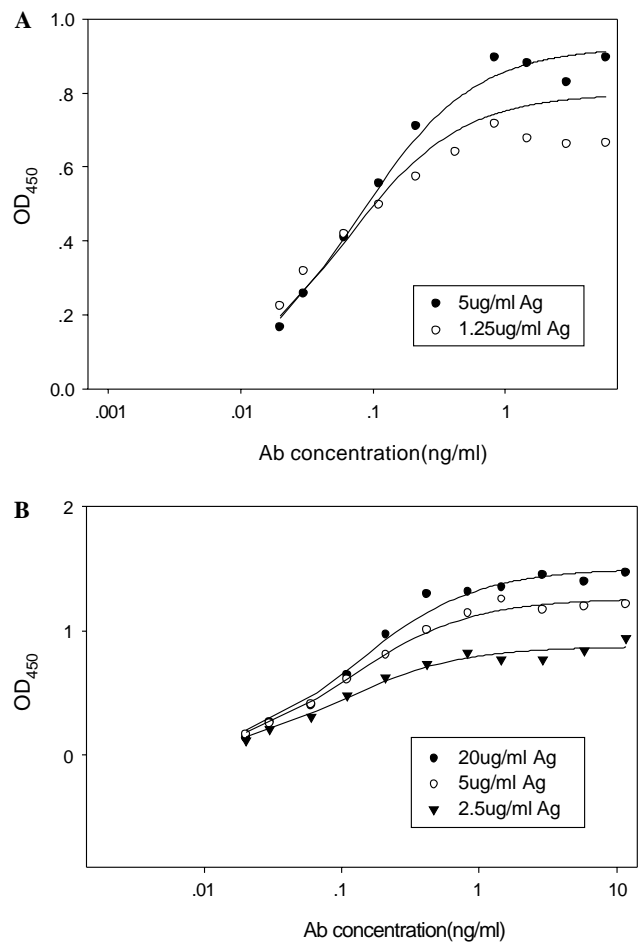 A
1.0
.8
.6
.4
.2
0.0
OD450
5ug/ml Ag
1.25ug/ml Ag
.001 .01 .1 1
Ab concentration(ng/ml)
B
2
1
0
OD450
20ug/ml Ag
5ug/ml Ag
2.5ug/ml Ag
.01 .1 1 10
Ab concentration(ng/ml)